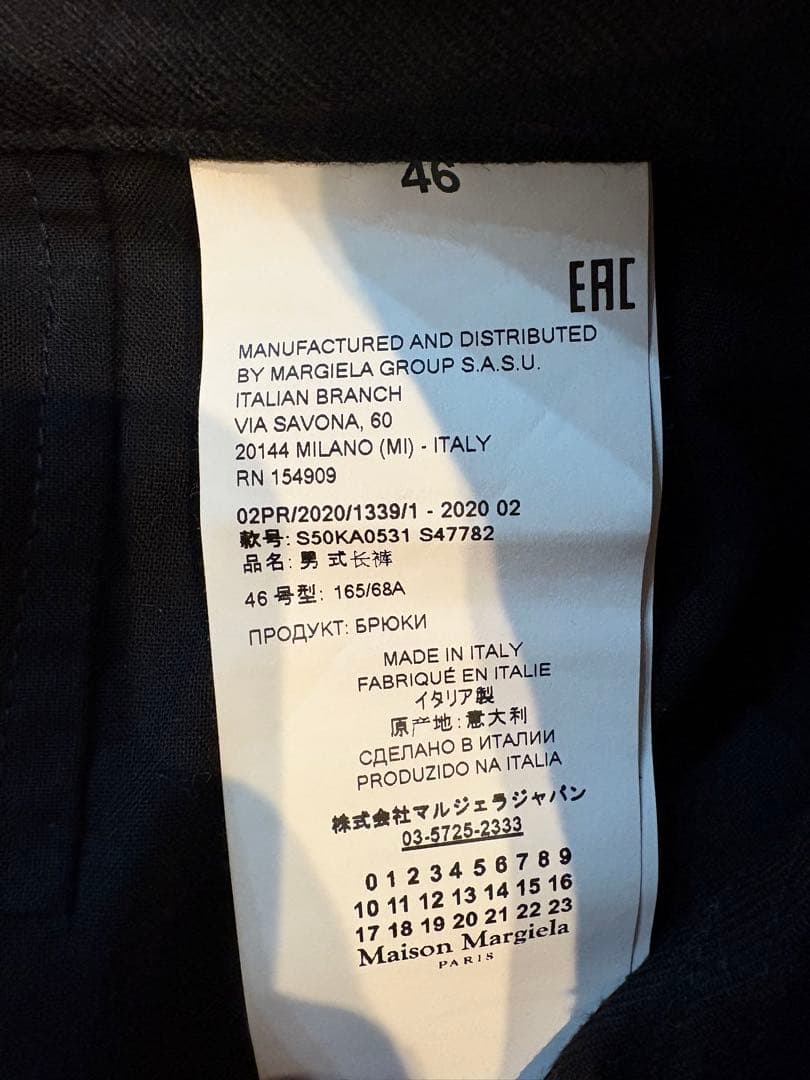 46
EAC
MANUFACTURED AND DISTRIBUTED
BY MARGIELA GROUP S.A.S.U.
ITALIAN BRANCH
VIA SAVONA, 60
20144 MILANO (MI) - ITALY
RN 154909
02PR/2020/1339/1 - 2020 02
款号: S50KA0531 S47782
品名: 男式长裤
46 号型: 165/68A
ПРОДУКТ: БРЮКИ
MADE IN ITALY
FABRIQUÉ EN ITALIE
イタリア製
原产地: 意大利
СДЕЛАНО В ИТАЛИИ
PRODUZIDO NA ITALIA
株式会社マルジェラジャパン
03-5725-2333
0 1 2 3 4 5 6 7 8 9
10 11 12 13 14 15 16
17 18 19 20 21 22 23
Maison Margiela
PARIS